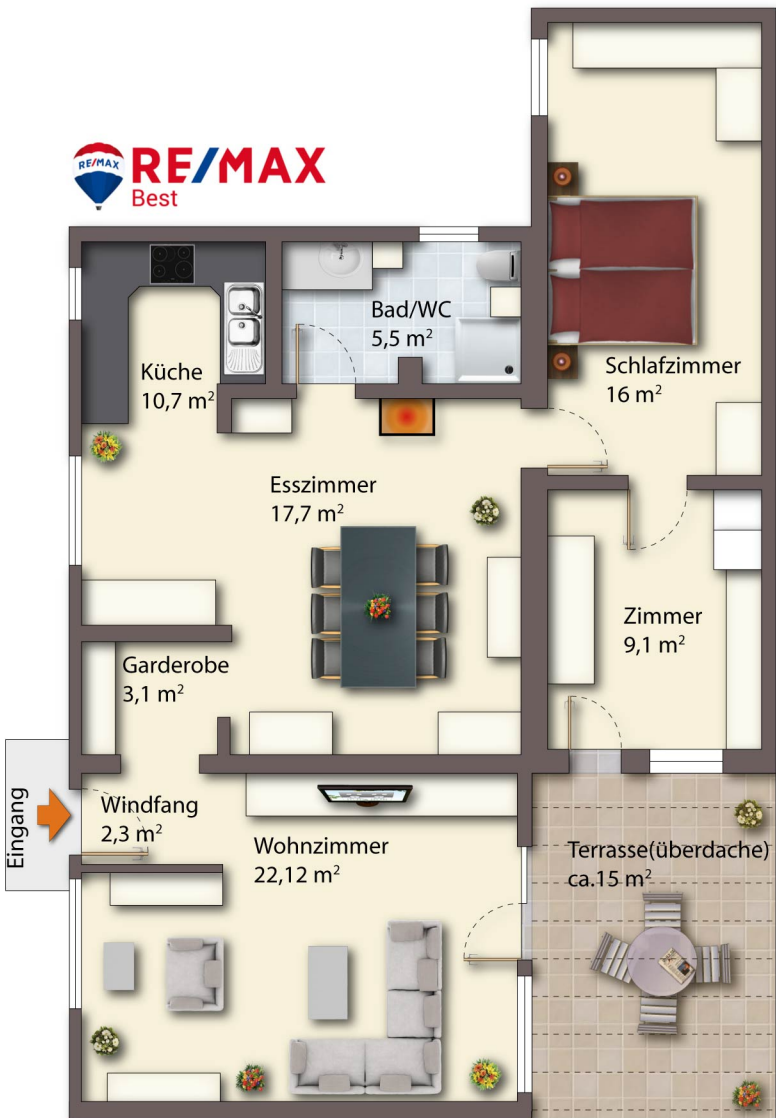 RE/MAX
RE/MAX
Best
Bad/WC
5,5 m²
Küche
10,7 m²
Schlafzimmer
16 m²
Esszimmer
17,7 m²
Zimmer
9,1 m²
Garderobe
3,1 m²
Eingang
Windfang
2,3 m²
Wohnzimmer
22,12 m²
Terrasse(überdache)
ca.15 m²